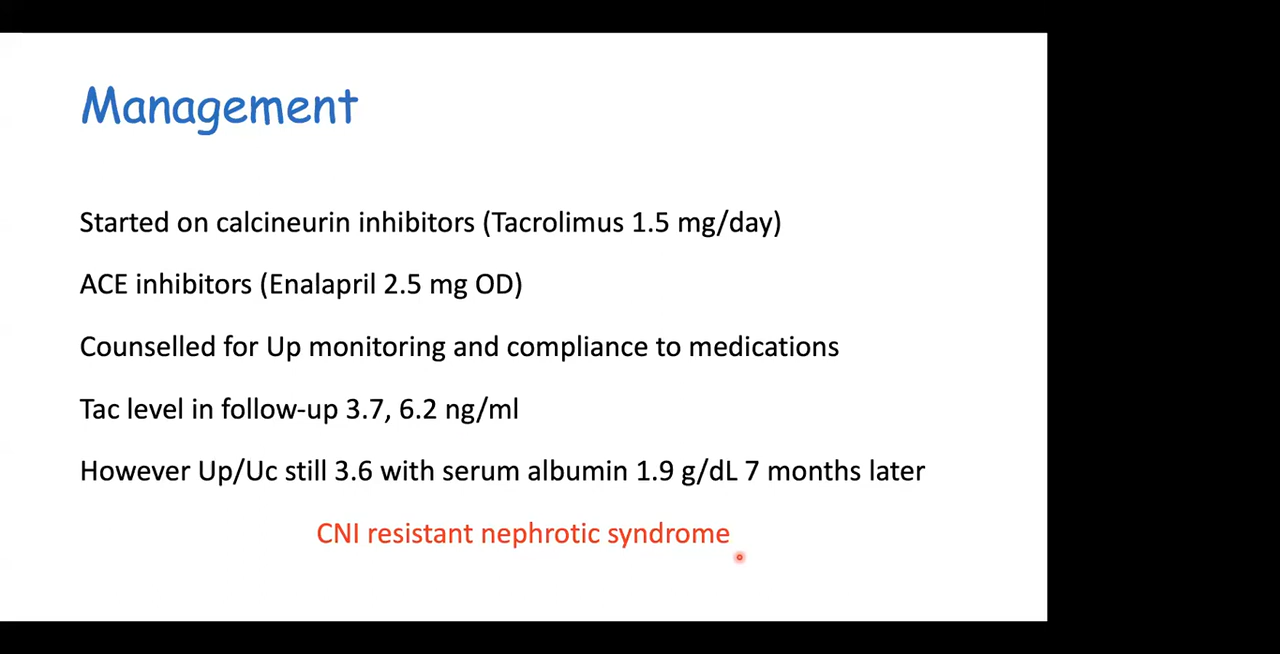 Management
Started on calcineurin inhibitors (Tacrolimus 1.5 mg/day)
ACE inhibitors (Enalapril 2.5 mg OD)
Counselled for Up monitoring and compliance to medications
Tac level in follow-up 3.7, 6.2 ng/ml
However Up/Uc still 3.6 with serum albumin 1.9 g/dL 7 months later
CNI resistant nephrotic syndrome